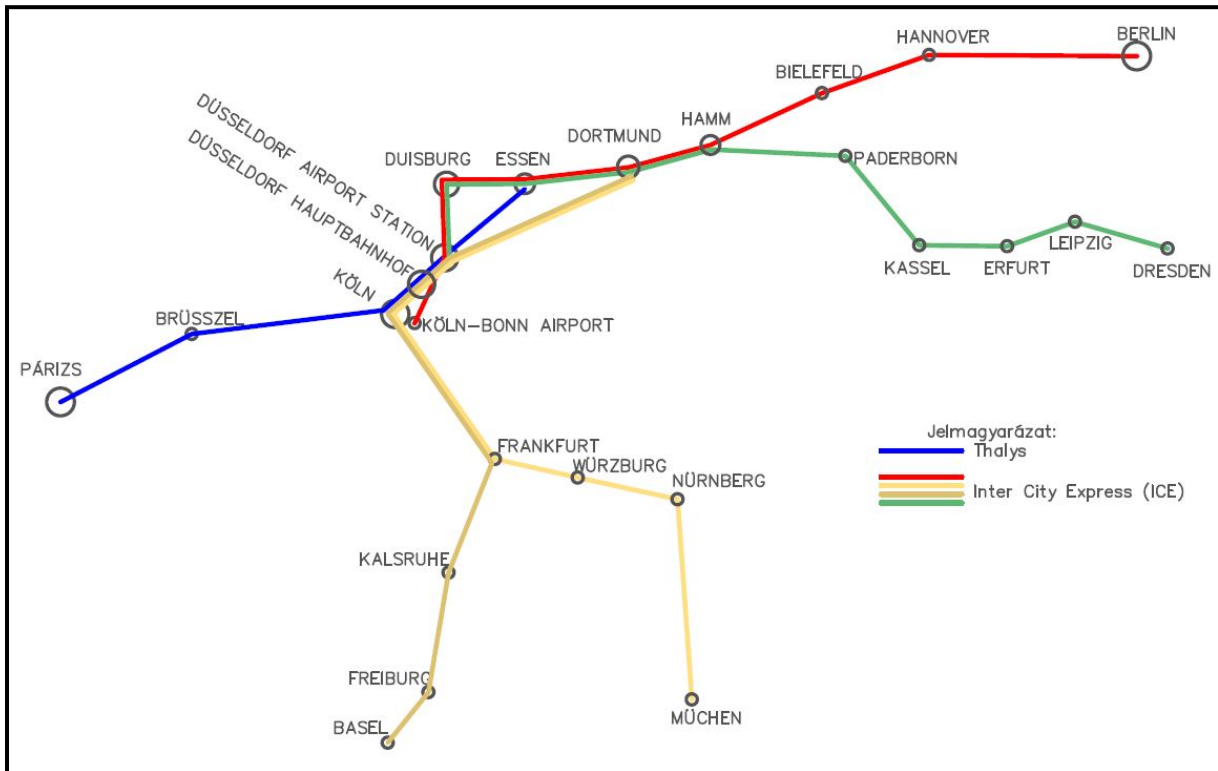 BERLIN
HANNOVER
BIELEFELD
HAMM
DORTMUND
DUISBURG
ESSEN
DÜSSELDORF AIRPORT STATION
DÜSSELDORF HAUPTBAHNHOF
KÖLN
PADERBORN
KASSEL
ERFURT
LEIPZIG
DRESDEN
BRÜSSZEL
KÖLN-BONN AIRPORT
PÁRIZS
FRANKFURT
WÜRZBURG
NÜRNBERG
KALSRUHE
FREIBURG
BASEL
MÜCHEN
Jelmagyarázat:
Thalys
Inter City Express (ICE)